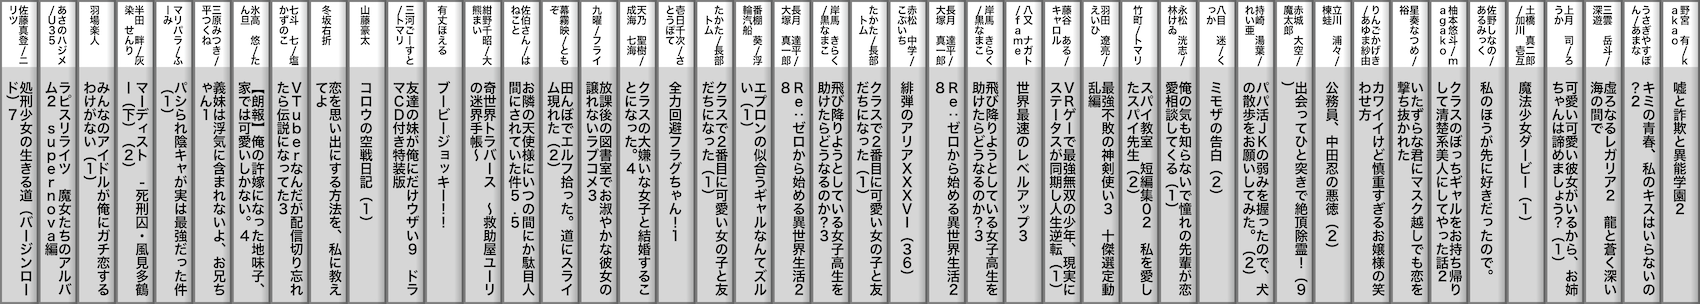 野宮 有/k
akao
嘘と詐欺と異能学園2
うさぎやすぽ
ん/あまな
キミの青春、私のキスはいらないの
?2
佐野しなの/
あるみっく
私のほうが先に好きだったので。
土橋 真二郎
/加川 壱互
魔法少女ダービー(1)
上月 司/ろ
うか
可愛い可愛い彼女がいるから、お姉
ちゃんは諦めましょう?(1)
三雲 岳斗/
深遊
虚ろなるレガリア2 龍と蒼く深い
海の間で
柚本悠斗/m
agako
クラスのぼっちギャルをお持ち帰り
して清楚系美人にしてやった話2
星奏なつめ/
裕
いたずらな君にマスク越しでも恋を
撃ち抜かれた
りんごかげき
/あゆま紗由
カワイイけど慎重すぎるお嬢様の笑
わせ方
立川 浦々/
棟蛙
公務員、中田忍の悪徳(2)
赤城 大空/
魔太郎
出会ってひと突きで絶頂除霊!(9
)
持崎 湯葉/
れい亜
パパ活JKの弱みを握ったので、犬
の散歩をお願いしてみた。(2)
八目 迷/く
っか
ミモザの告白(2)
永松 洸志/
林けゐ
俺の気も知らないで憧れの先輩が恋
愛相談してくる(1)
竹町/トマリ
スパイ教室 短編集02 私を愛し
たスパイ先生(2)
羽田 遼亮/
えいひ
最強不敗の神剣使い3 十傑選定動
乱編
藤谷 ある/
キャロル
VRゲームで最強無双の少年、現実に
ステータスが同期し人生逆転(1)
八又 ナガト
/fame
世界最速のレベルアップ3
岸馬 きらく
/黒なまこ
飛び降りようとしている女子高生を
助けたらどうなるのか?3
長月 達平/
大塚 真一郎
Re:ゼロから始める異世界生活2
8
赤松 中学/
こぶいち
緋弾のアリアXXXVI(36)
たかた/長部
トム
クラスで2番目に可愛い女の子と友
だちになった(1)
岸馬 きらく
/黒なまこ
飛び降りようとしている女子高生を
助けたらどうなるのか?3
長月 達平/
大塚 真一郎
Re:ゼロから始める異世界生活2
8
番棚 葵/浮
輪汽船
エプロンの似合うギャルなんてズル
い(1)
たかた/長部
トム
クラスで2番目に可愛い女の子と友
だちになった(1)
壱日千次/さ
とうぽて
全力回避フラグちゃん!1
天乃 聖樹/
成海 七海
クラスの大嫌いな女子と結婚するこ
とになった。4
九曜/フライ
放課後の図書室でお淑やかな彼女の
譲れないラブコメ3
幕霧映/とも
ぞ
田んぼでエルフ拾った。道にスライ
ム現れた(2)
佐伯さん/は
ねこと
お隣の天使様にいつの間にか駄目人
間にされていた件5.5
紺野千昭/大
熊まい
奇世界トラバース ~救助屋ユーリ
の迷界手帳~
有丈ほえる
ブービージョッキー!!
三河ごーすと
/トマリ
友達の妹が俺にだけウザい9 ドラ
マCD付き特装版
山藤豪太
コロウの空戦日記(1)
冬坂右折
恋を思い出にする方法を、私に教え
てよ
七斗 七/塩
かずのこ
VTuberなんだが配信切り忘れ
たら伝説になってた3
氷高 悠/た
ん旦
【朗報】俺の許嫁になった地味子、
家では可愛いしかない。4
三原みつき/
平つくね
義妹は浮気に含まれないよ、お兄ち
ゃん1
マリパラ/ふ
ーみ
パシられ陰キャが実は最強だった件
(1)
半田 畔/灰
染 せんり
マーディスト -死刑囚・風見多鶴
-(下)(2)
羽場楽人
みんなのアイドルが俺にガチ恋する
わけがない(1)
あさのハジメ
/U35
ラピスリライツ 魔女たちのアルバ
ム2 supernova編
佐藤真登/ニ
リツ
処刑少女の生きる道(バージンロー
ド)7